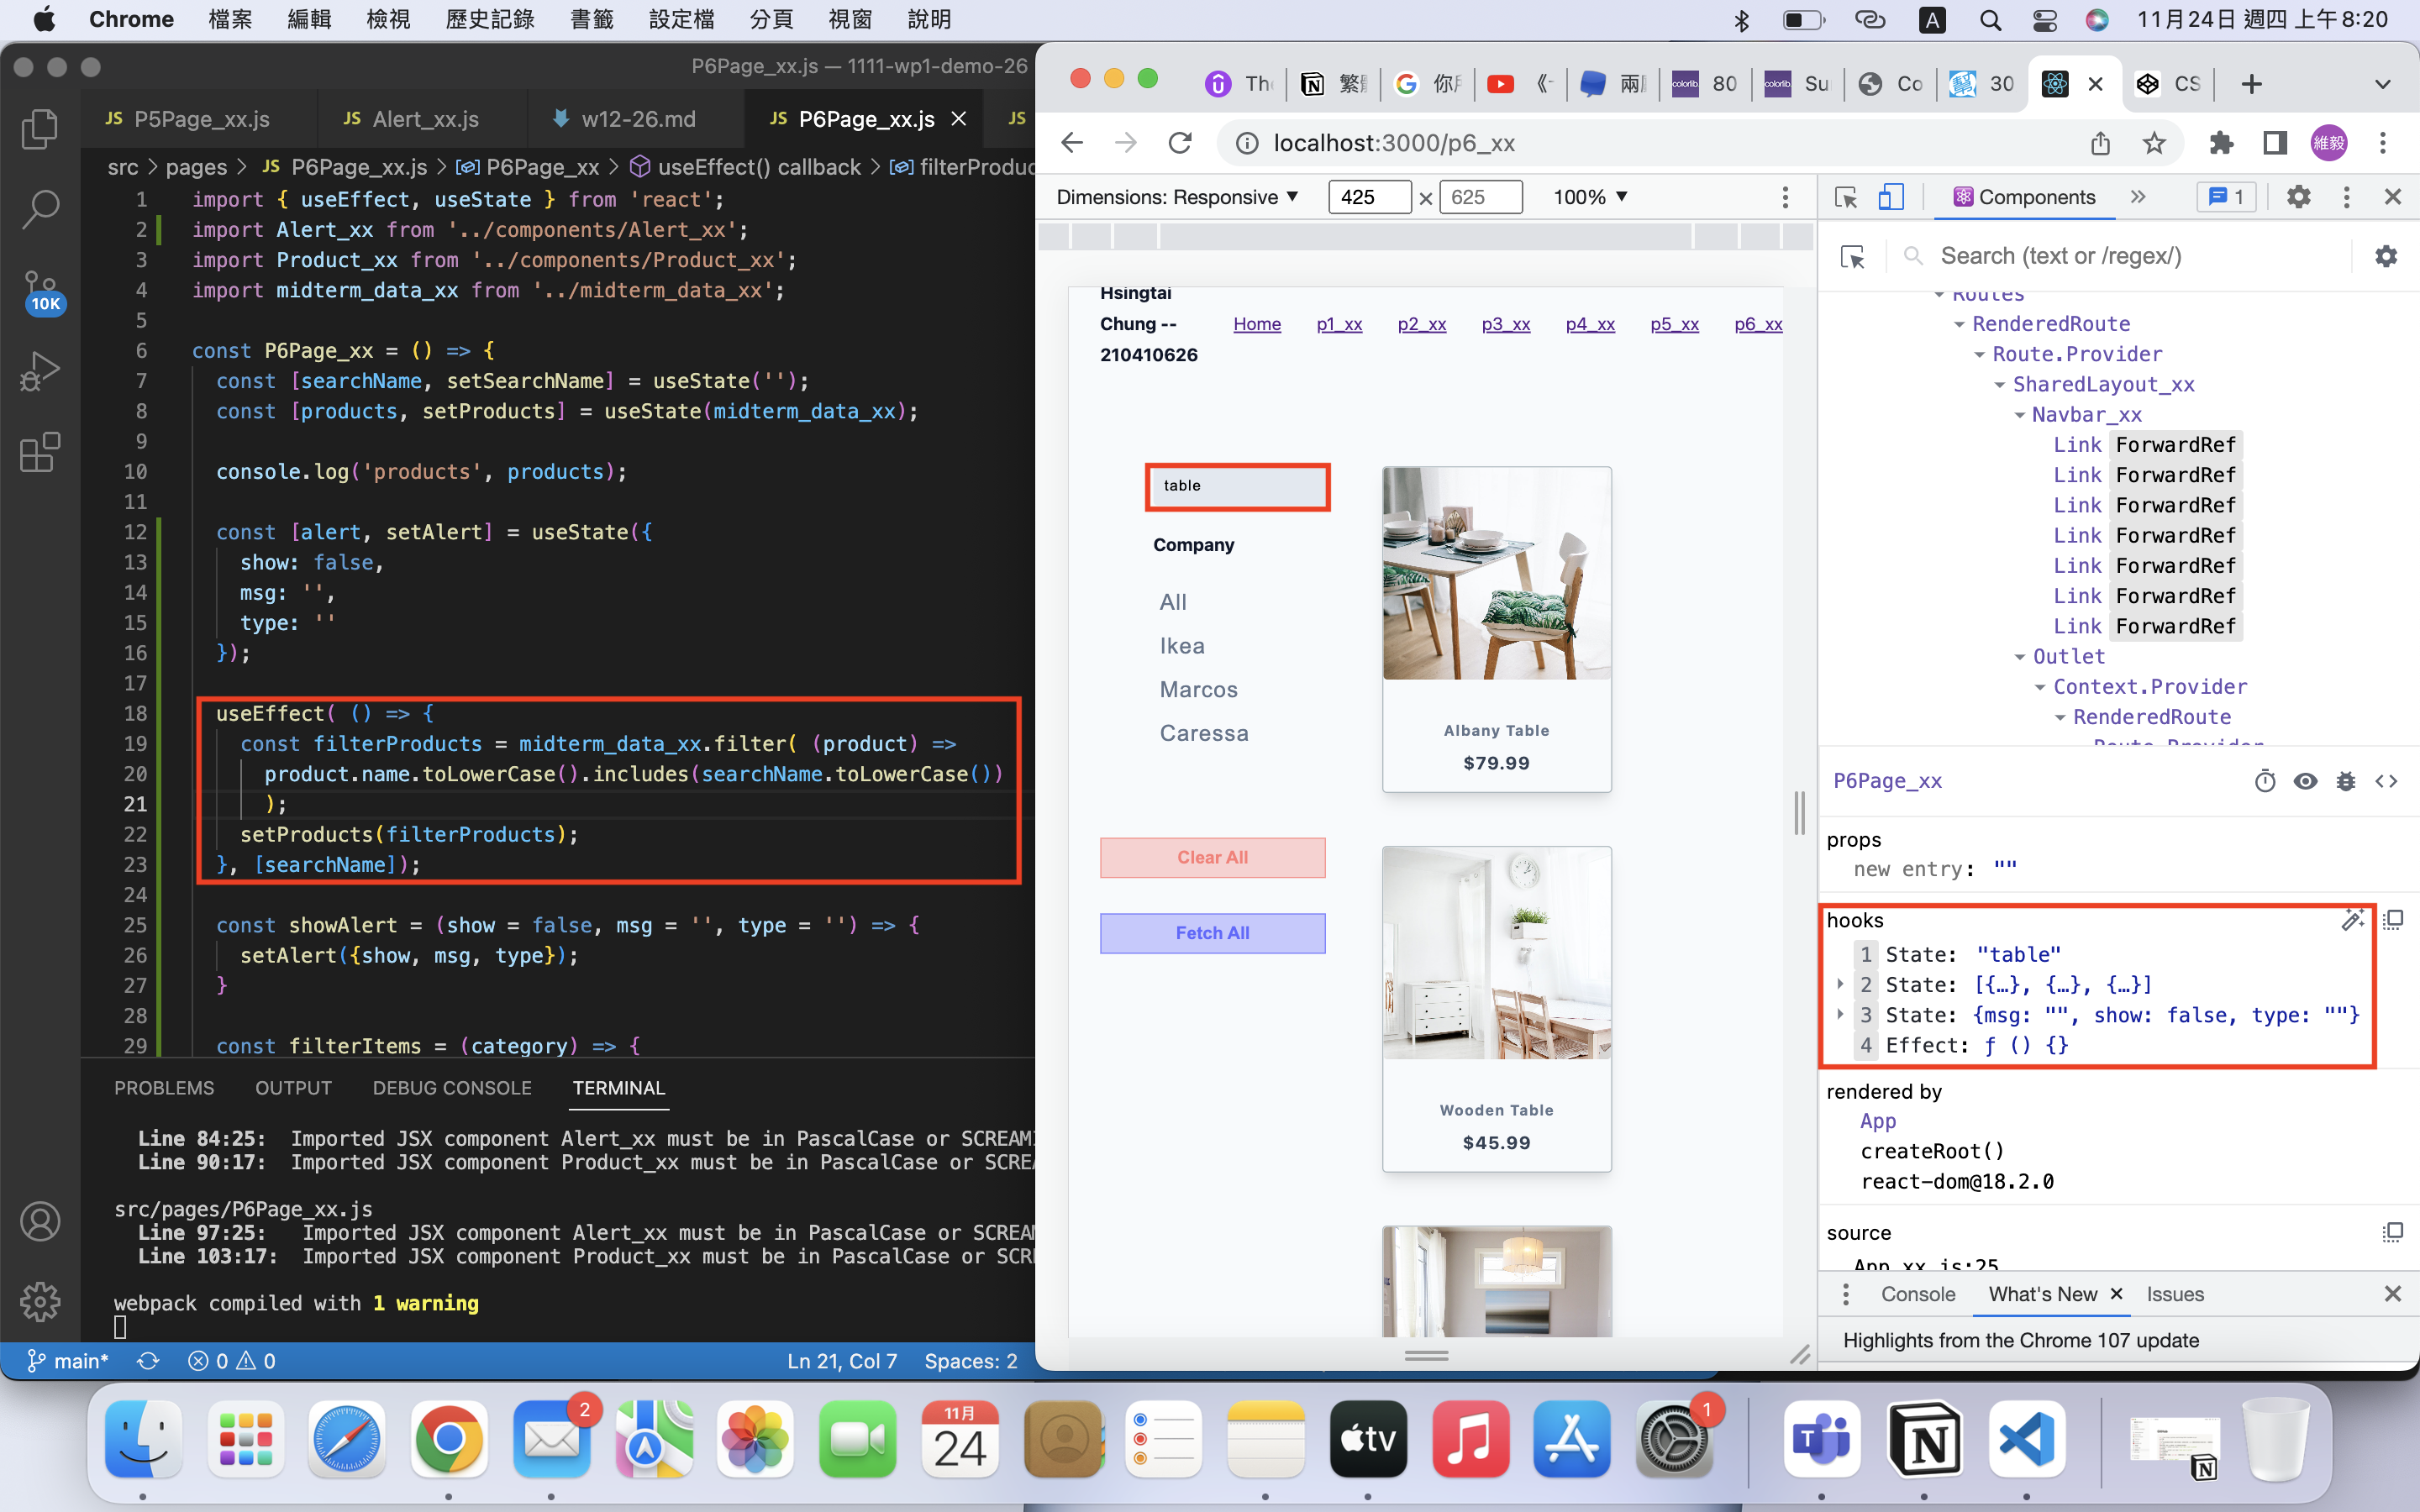 Chrome 檔案 編輯 檢視 歷史記錄 書籤 設定檔 分頁 視窗 說明
A 11月24日 週四 上午8:20
P6Page_xx.js — 1111-wp1-demo-26
JS P5Page_xx.js JS Alert_xx.js w12-26.md JS P6Page_xx.js JS
src > pages > JS P6Page_xx.js > P6Page_xx > useEffect() callback > filterProduc
10K
1 import { useEffect, useState } from 'react';
2 import Alert_xx from '../components/Alert_xx';
3 import Product_xx from '../components/Product_xx';
4 import midterm_data_xx from '../midterm_data_xx';
5
6 const P6Page_xx = () => {
7 const [searchName, setSearchName] = useState('');
8 const [products, setProducts] = useState(midterm_data_xx);
9
10 console.log('products', products);
11
12 const [alert, setAlert] = useState({
13 show: false,
14 msg: '',
15 type: ''
16 });
17
18 useEffect( () => {
19 const filterProducts = midterm_data_xx.filter( (product) =>
20 product.name.toLowerCase().includes(searchName.toLowerCase())
21 );
22 setProducts(filterProducts);
23 }, [searchName]);
24
25 const showAlert = (show = false, msg = '', type = '') => {
26 setAlert({show, msg, type});
27 }
28
29 const filterItems = (category) => {
PROBLEMS OUTPUT DEBUG CONSOLE TERMINAL
Line 84:25: Imported JSX component Alert_xx must be in PascalCase or SCREAM
Line 90:17: Imported JSX component Product_xx must be in PascalCase or SCRE
src/pages/P6Page_xx.js
Line 97:25: Imported JSX component Alert_xx must be in PascalCase or SCREAM
Line 103:17: Imported JSX component Product_xx must be in PascalCase or SCR
webpack compiled with 1 warning
main* 0 0 Ln 21, Col 7 Spaces: 2
The 繁 你 《 兩 colorlib 80 colorlib Su Co 30 CS
localhost:3000/p6_xx 維毅
Dimensions: Responsive 425 × 625 100%
Hsingtai
Chung --
210410626
Home p1_xx p2_xx p3_xx p4_xx p5_xx p6_xx
table
Company
All
Ikea
Marcos
Caressa
Clear All
Fetch All
Albany Table
$79.99
Wooden Table
$45.99
Components » 1
Search (text or /regex/)
Routes
RenderedRoute
Route.Provider
SharedLayout_xx
Navbar_xx
Link ForwardRef
Link ForwardRef
Link ForwardRef
Link ForwardRef
Link ForwardRef
Link ForwardRef
Link ForwardRef
Outlet
Context.Provider
RenderedRoute
Route.Provider
P6Page_xx
props
new entry: ""
hooks
1 State: "table"
2 State: [{…}, {…}, {…}]
3 State: {msg: "", show: false, type: ""}
4 Effect: ƒ () {}
rendered by
App
createRoot()
react-dom@18.2.0
source
App_xx.js:25
Console What's New Issues
Highlights from the Chrome 107 update
2
11月
24
tv
1
T
N
N